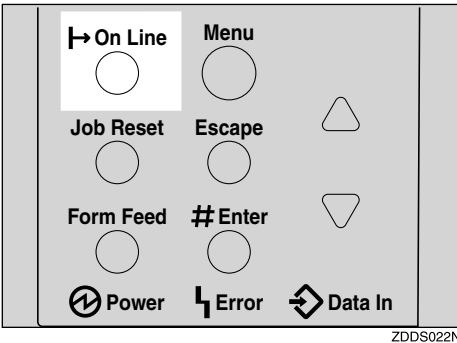 On Line Menu
Job Reset Escape
Form Feed # Enter
Power Error Data In
ZDDS022N